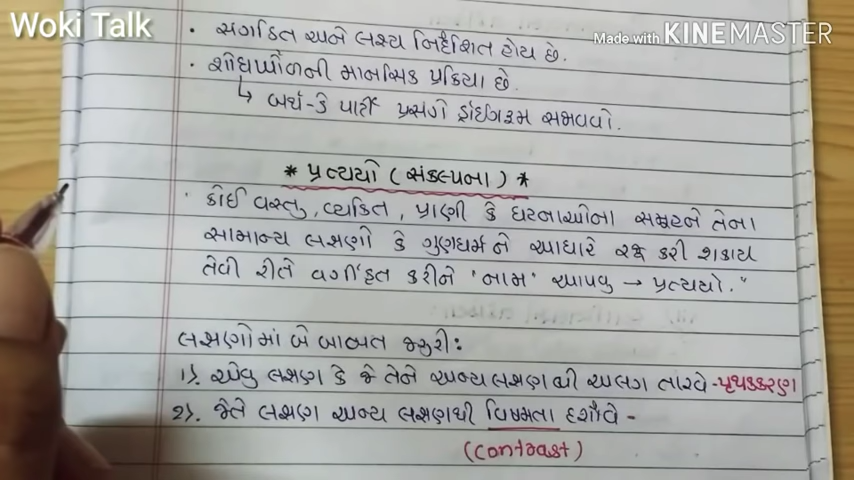 Woki Talk
Made with KINEMASTER
• સંગઠિત અને લક્ષ્ય નિર્દેશિત હોય છે.
• શોધખોળની માનસિક પ્રક્રિયા છે.
↳ બર્થ-ડે પાર્ટી પ્રસંગે ડ્રોઈંગરૂમ સમજવવો.
* પ્રત્યયો (સંકલ્પના) *
• કોઈ વસ્તુ, વ્યકિત, પ્રાણી કે ઘટનાઓના સમૂહને તેના
સામાન્ય લક્ષણો કે ગુણધર્મ ને આધારે રજૂ કરી શકાય
તેવી રીતે વર્ગીકૃત કરીને 'નામ' આપવુ → પ્રત્યયો."
લક્ષણોમાં બે બાબત જરૂરી:
૧). એવુ લક્ષણ કે જે તેને અન્ય લક્ષણથી અલગ તારવે - પૃથક્કરણ
૨). જેતે લક્ષણ અન્ય લક્ષણથી વિષમતા દર્શાવે -
(contrast)